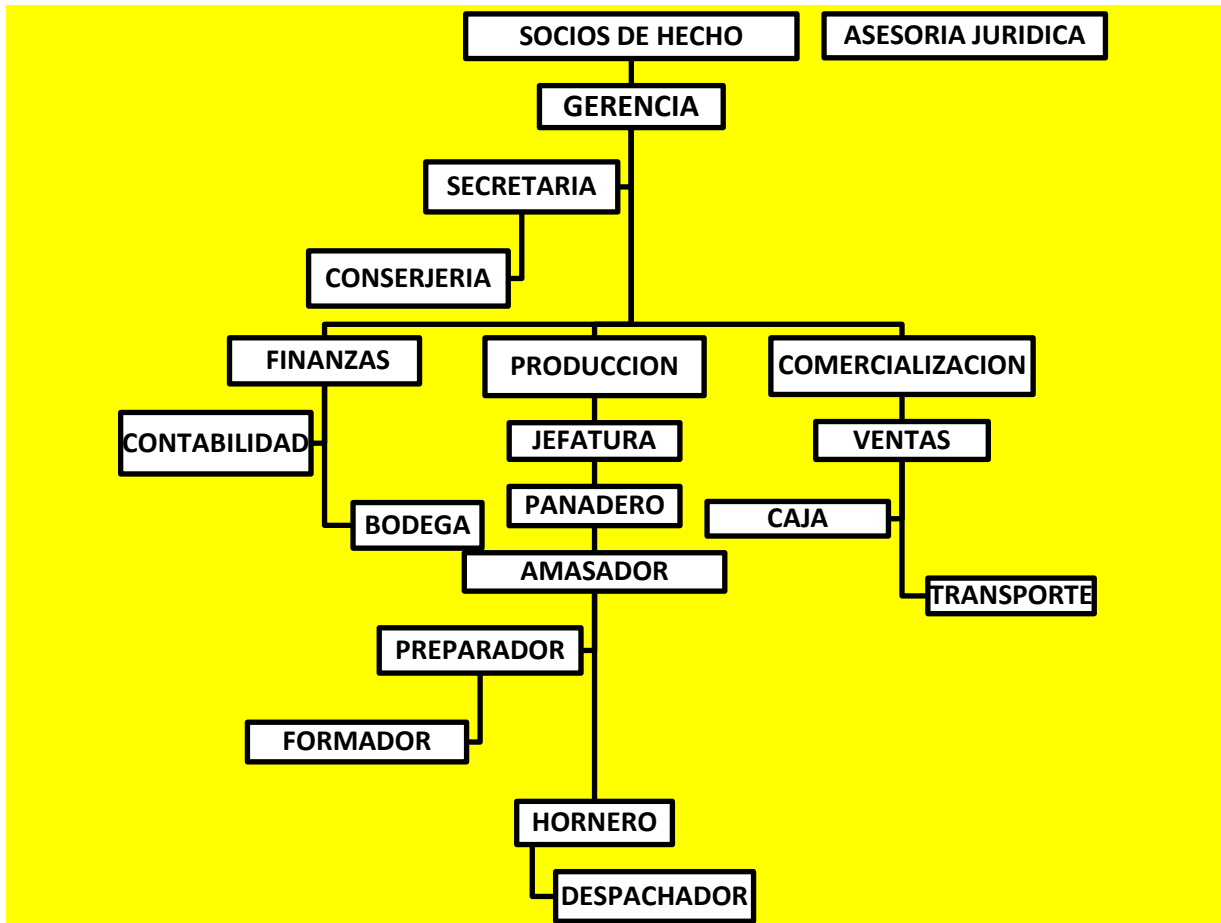 SOCIOS DE HECHO
ASESORIA JURIDICA
GERENCIA
SECRETARIA
CONSERJERIA
FINANZAS
PRODUCCION
COMERCIALIZACION
CONTABILIDAD
JEFATURA
VENTAS
BODEGA
PANADERO
CAJA
AMASADOR
TRANSPORTE
PREPARADOR
FORMADOR
HORNERO
DESPACHADOR